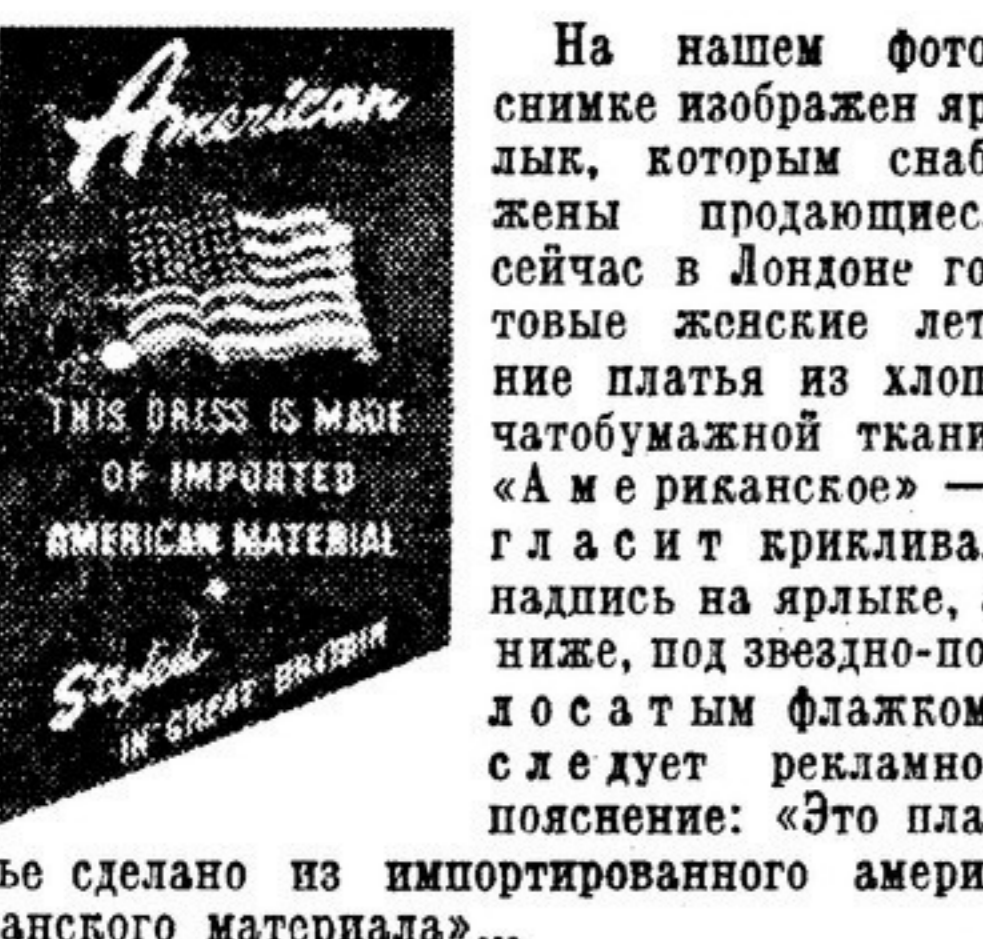 American
THIS DRESS IS MADE
OF IMPORTED
AMERICAN MATERIAL
Styled
IN GREAT BRITAIN
На нашем фото
снимке изображен яр
лык, которым снаб
жены продающиес
сейчас в Лондоне го
товые женские лет
ние платья из хлоп
чатобумажной ткани
«Американское» —
гласит криклива
надпись на ярлыке, а
ниже, под звездно-по
лосатым флажком
следует рекламно
пояснение: «Это пла
ье сделано из импортированного амери
анского материала»...